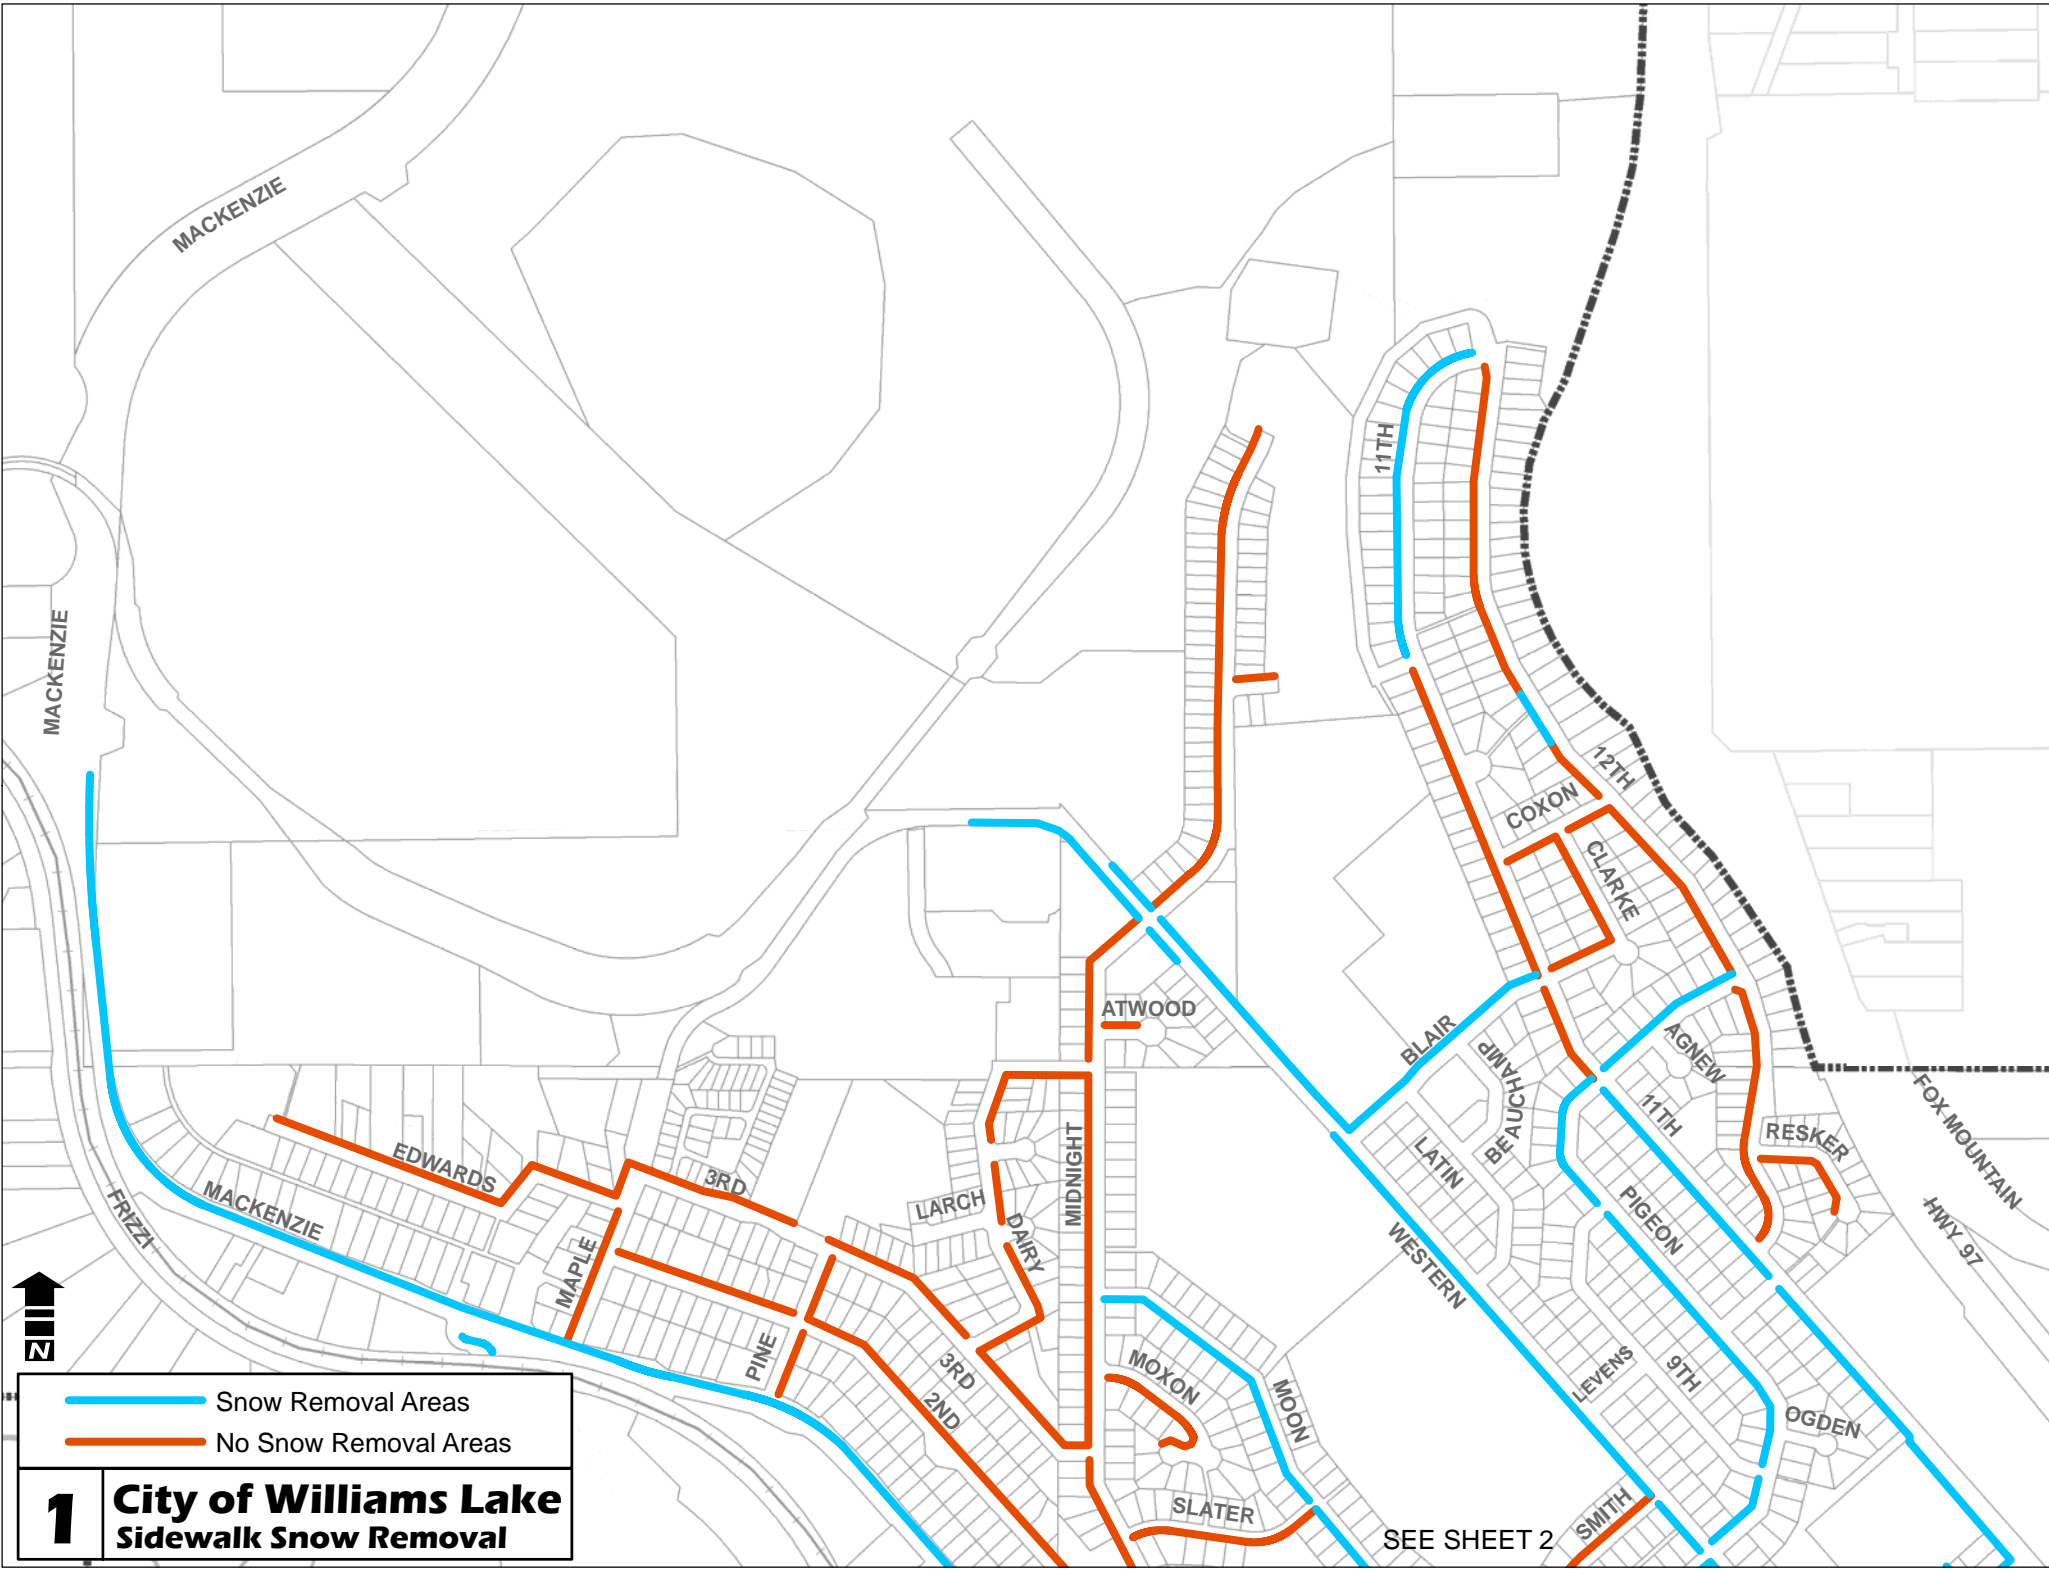 MACKENZIE
11TH
MACKENZIE
12TH
COXON
CLARKE
ATWOOD
BLAIR
BEAUCHAMP
AGNEW
11TH
FOX MOUNTAIN
RESKER
HWY 97
EDWARDS
3RD
MACKENZIE
FRIZZI
LARCH
DAIRY
MIDNIGHT
LATIN
PIGEON
WESTERN
MAPLE
PINE
3RD
2ND
MOXON
MOON
LEVENS
9TH
OGDEN
SLATER
SMITH
SEE SHEET 2
N
Snow Removal Areas
No Snow Removal Areas
1
City of Williams Lake
Sidewalk Snow Removal